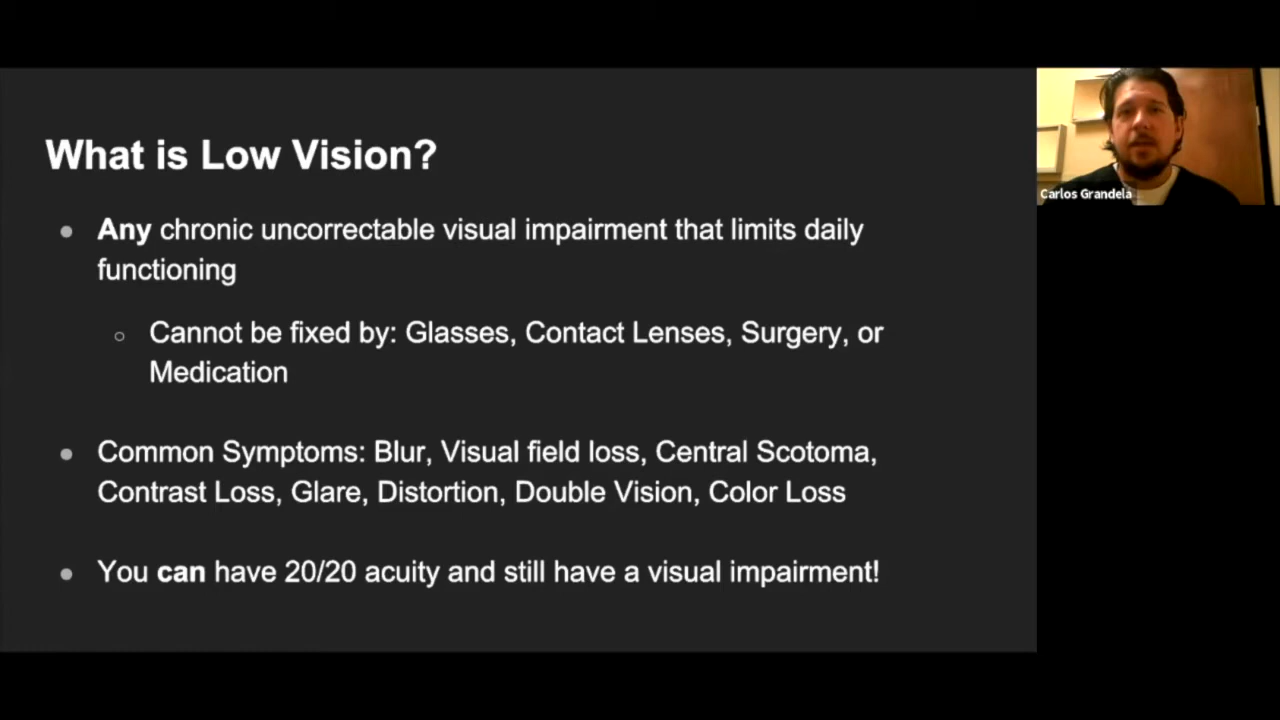 What is Low Vision?
Any chronic uncorrectable visual impairment that limits daily
functioning
Cannot be fixed by: Glasses, Contact Lenses, Surgery, or
Medication
Common Symptoms: Blur, Visual field loss, Central Scotoma,
Contrast Loss, Glare, Distortion, Double Vision, Color Loss
You can have 20/20 acuity and still have a visual impairment!
Carlos Grandela